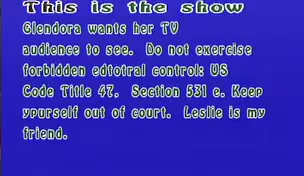 This is the show
Glendora wants her TV
audience to see. Do not exercise
forbidden edtotral control: US
Code Title 47. Section 531 e. Keep
ypurself out of court. Leslie is my
friend.